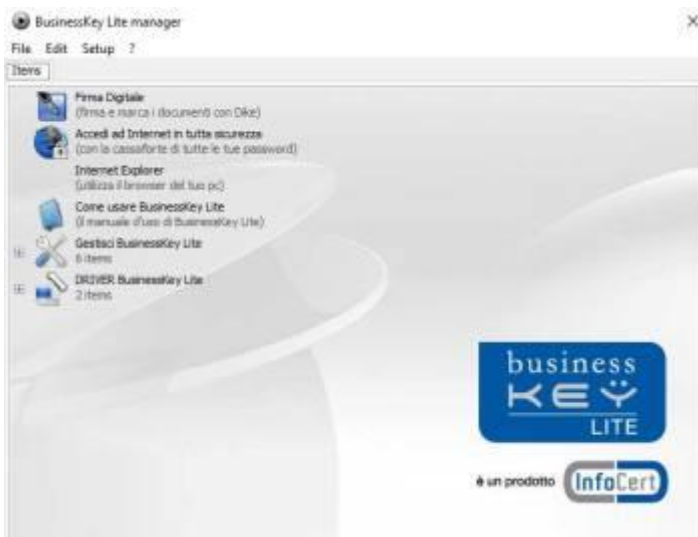 BusinessKey Lite manager
File Edit Setup ?
Items
Firma Digitale
(firma e marca i documenti con Dike)
Accedi ad Internet in tutta sicurezza
(con la cassaforte di tutte le tue password)
Internet Explorer
(utilizza il browser del tuo pc)
Come usare BusinessKey Lite
(il manuale d'uso di BusinessKey Lite)
Gestisci BusinessKey Lite
6 items
DRIVER BusinessKey Lite
2 items
business
KEY
LITE
è un prodotto InfoCert